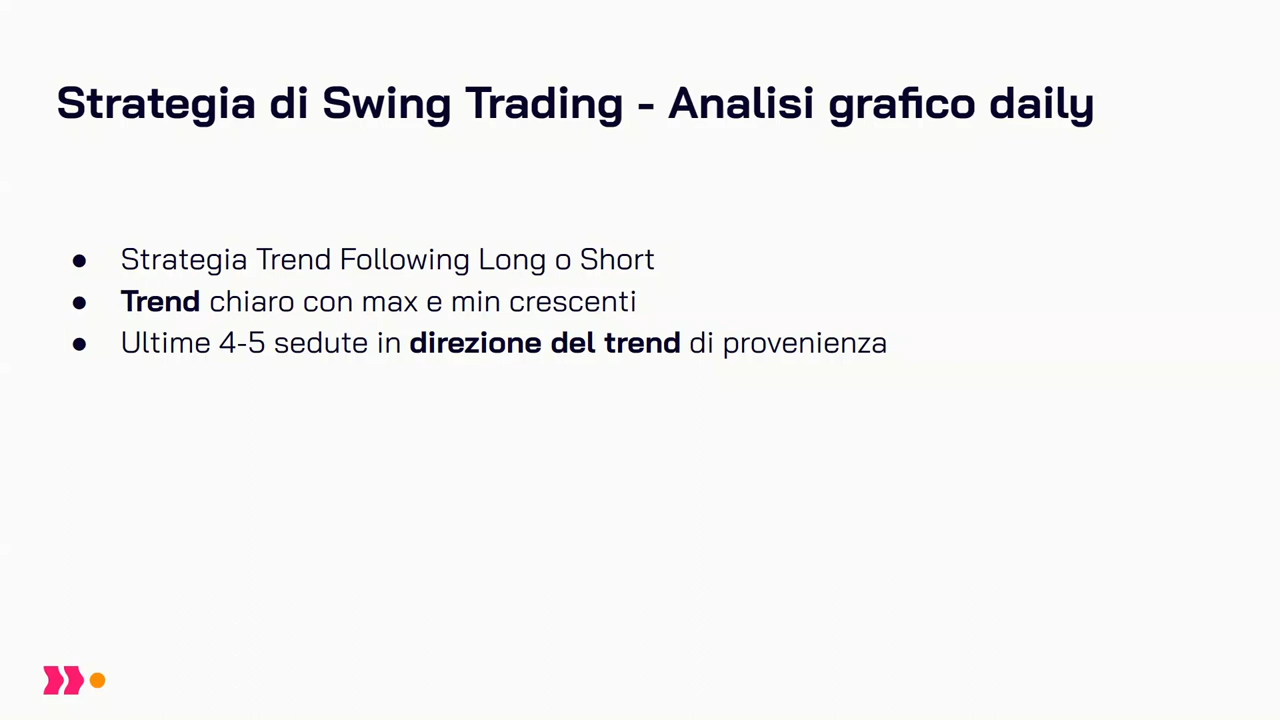 Strategia di Swing Trading - Analisi grafico daily
● Strategia Trend Following Long o Short
● Trend chiaro con max e min crescenti
● Ultime 4-5 sedute in direzione del trend di provenienza